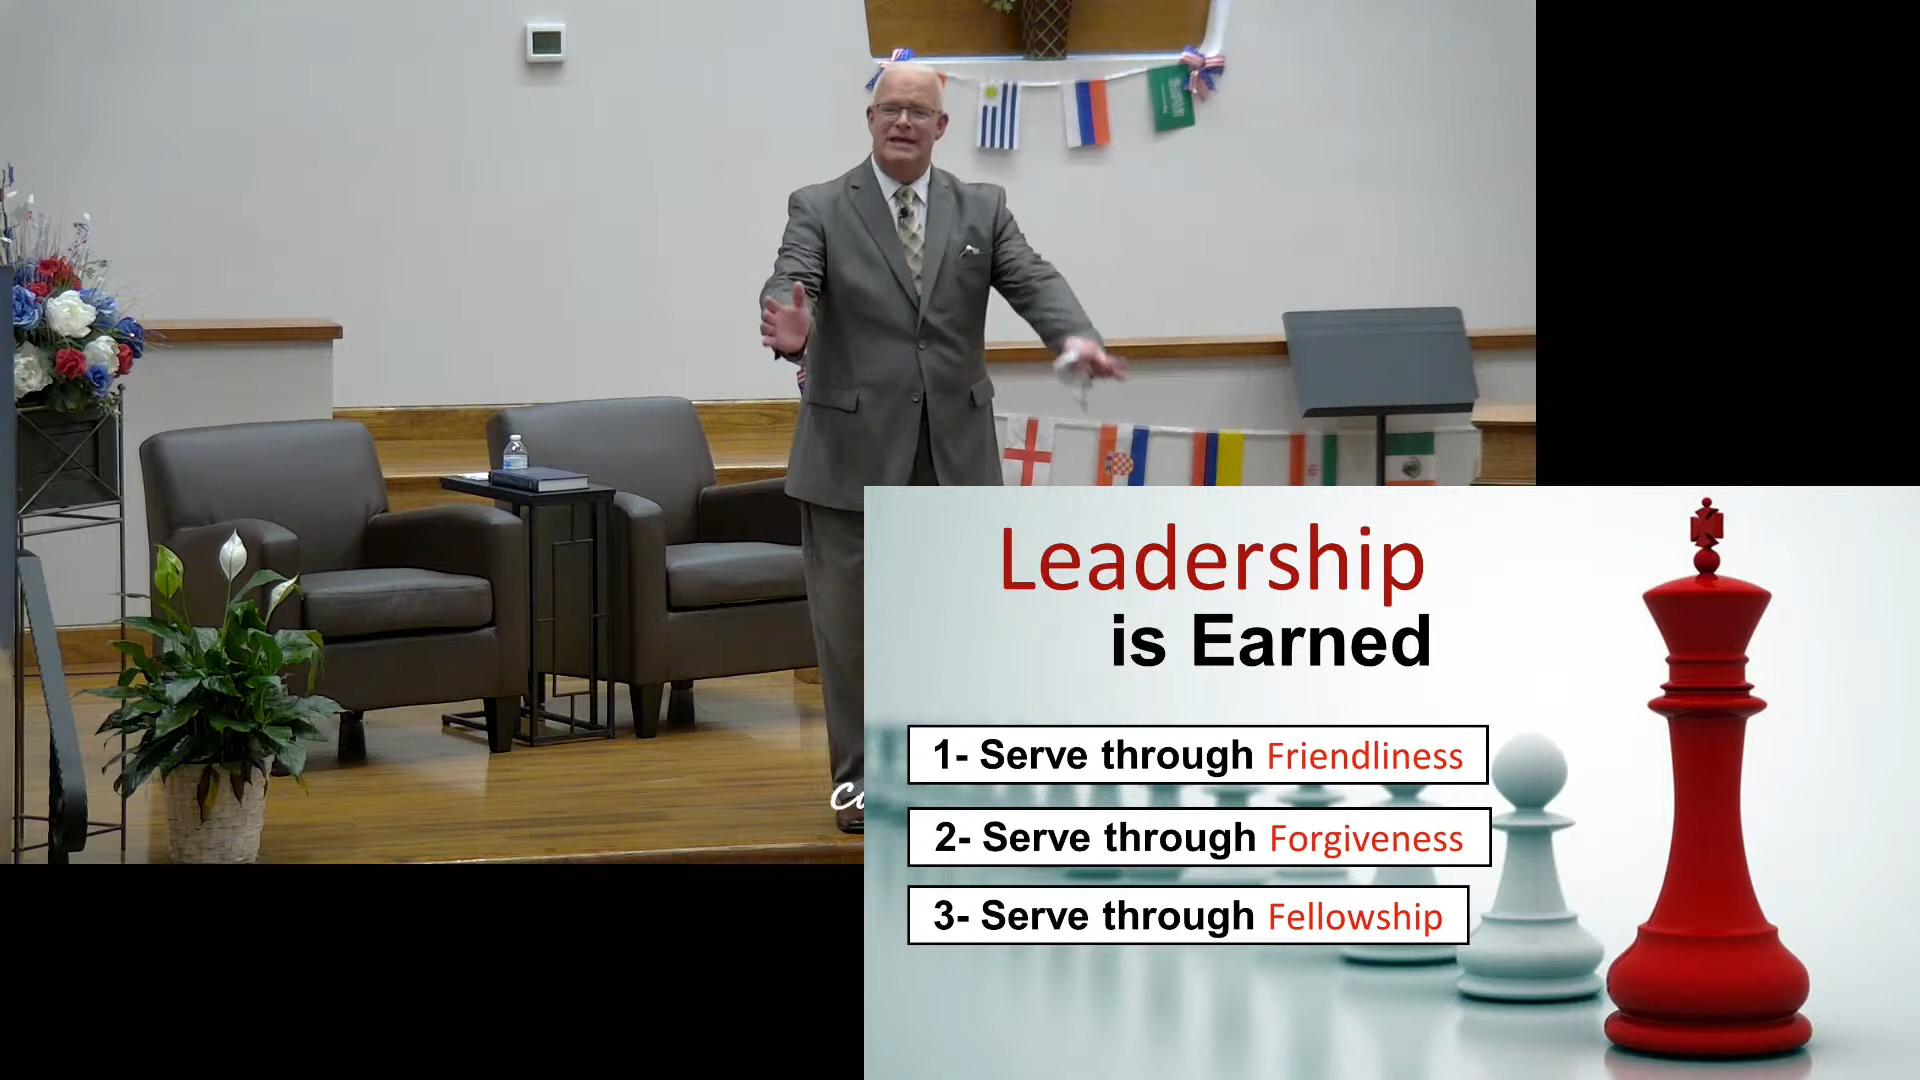 Leadership
is Earned
1- Serve through Friendliness
2- Serve through Forgiveness
3- Serve through Fellowship